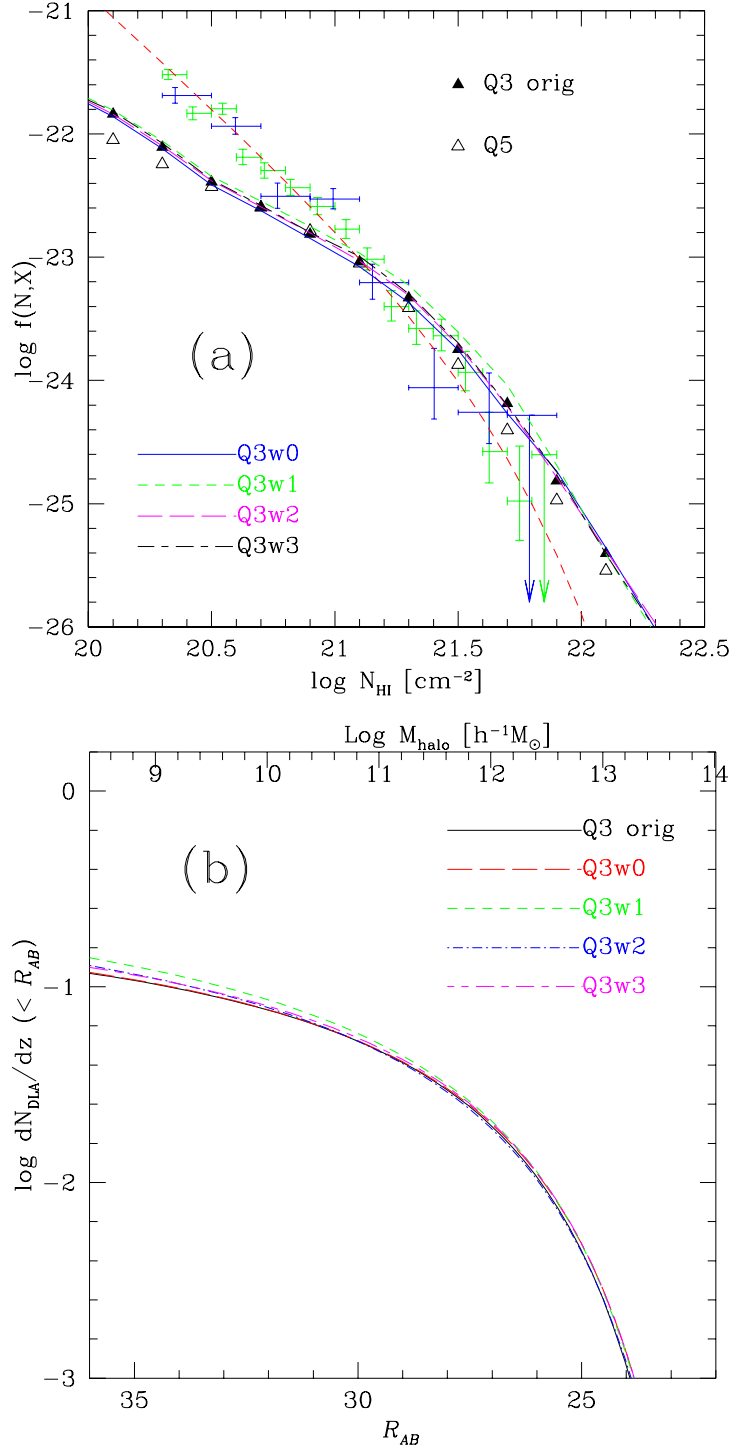 −21
−22
−23
−24
−25
−26
log f(N,X)
Q3 orig
Q5
(a)
Q3w0
Q3w1
Q3w2
Q3w3
20 20.5 21 21.5 22 22.5
log N_HI [cm⁻²]
Log M_halo [h⁻¹M_⊙]
9 10 11 12 13 14
0
−1
−2
−3
log dN_DLA/dz (< R_AB)
(b)
Q3 orig
Q3w0
Q3w1
Q3w2
Q3w3
35 30 25
R_AB